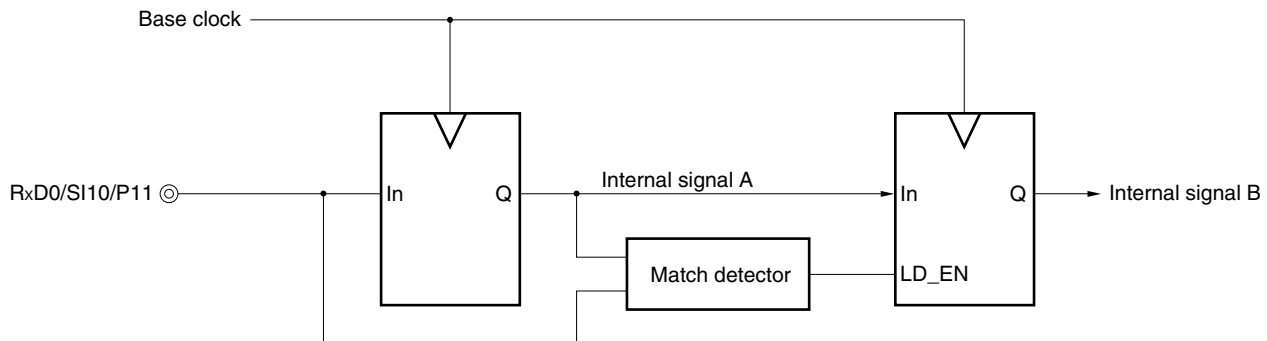 Base clock
RxD0/SI10/P11
In
Q
Internal signal A
In
Q
Internal signal B
Match detector
LD_EN